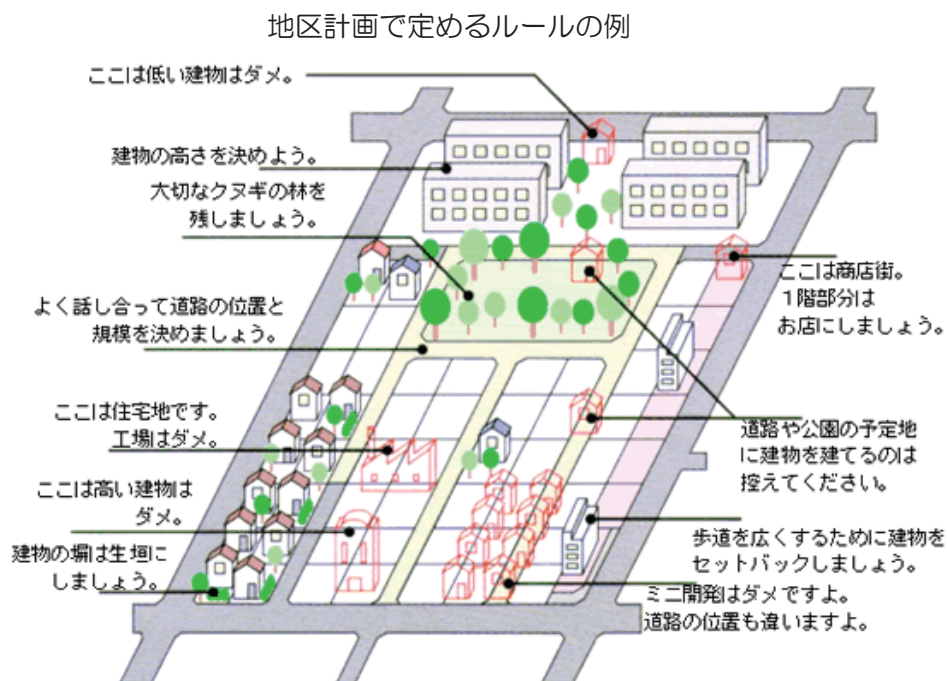 地区計画で定めるルールの例
ここは低い建物はダメ。
建物の高さを決めよう。
大切なクヌギの林を
残しましょう。
よく話し合って道路の位置と
規模を決めましょう。
ここは住宅地です。
工場はダメ。
ここは高い建物は
ダメ。
建物の塀は生垣に
しましょう。
ここは商店街。
1階部分は
お店にしましょう。
道路や公園の予定地
に建物を建てるのは
控えてください。
歩道を広くするために建物を
セットバックしましょう。
ミニ開発はダメですよ。
道路の位置も違いますよ。